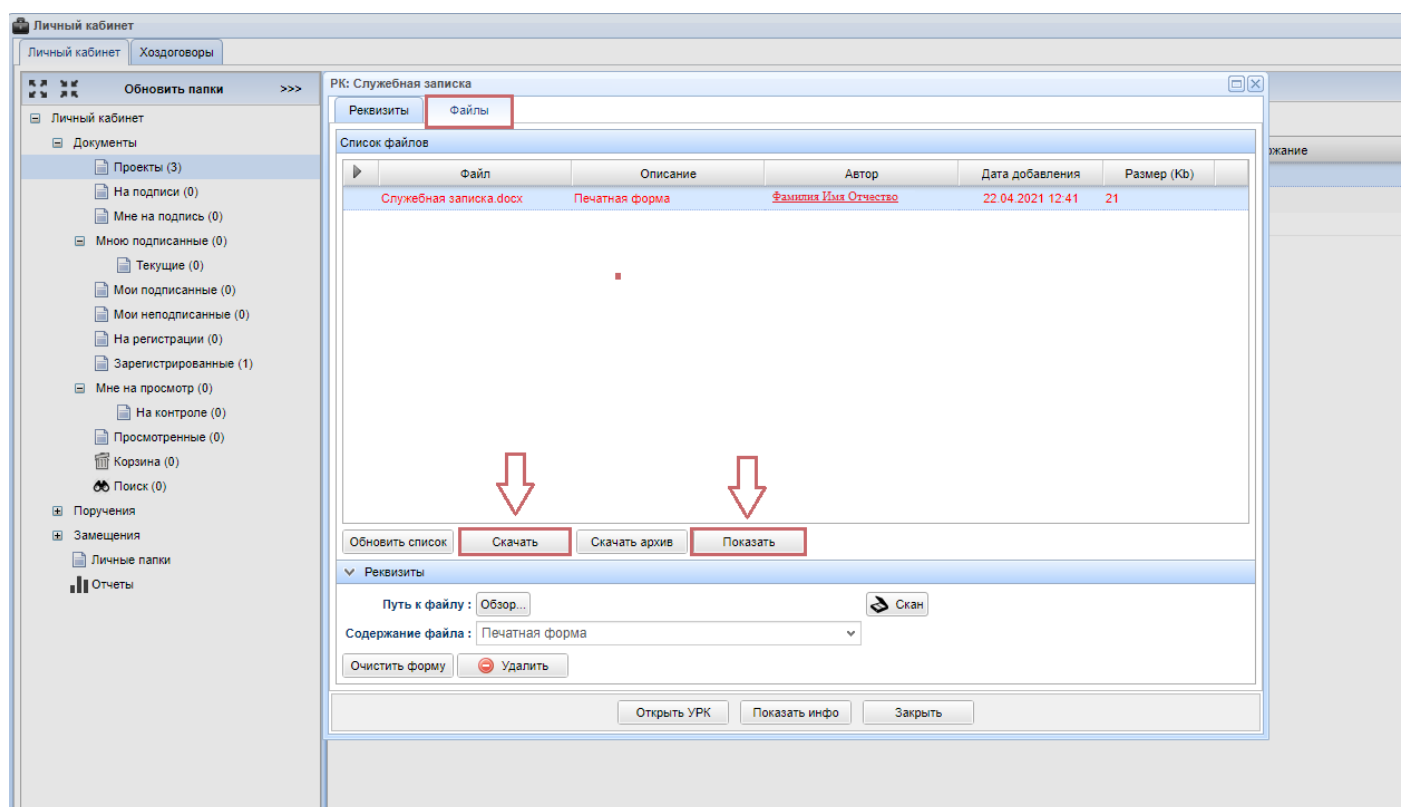 Личный кабинет
Личный кабинет Хоздоговоры
Обновить папки >>>
Личный кабинет
Документы
Проекты (3)
На подписи (0)
Мне на подпись (0)
Мною подписанные (0)
Текущие (0)
Мои подписанные (0)
Мои неподписанные (0)
На регистрации (0)
Зарегистрированные (1)
Мне на просмотр (0)
На контроле (0)
Просмотренные (0)
Корзина (0)
Поиск (0)
Поручения
Замещения
Личные папки
Отчеты
РК: Служебная записка
Реквизиты Файлы
Список файлов
Файл Описание Автор Дата добавления Размер (Kb)
Служебная записка.docx Печатная форма Фамилия Имя Отчество 22.04.2021 12:41 21
Обновить список Скачать Скачать архив Показать
Реквизиты
Путь к файлу : Обзор... Скан
Содержание файла : Печатная форма
Очистить форму Удалить
Открыть УРК Показать инфо Закрыть
жание